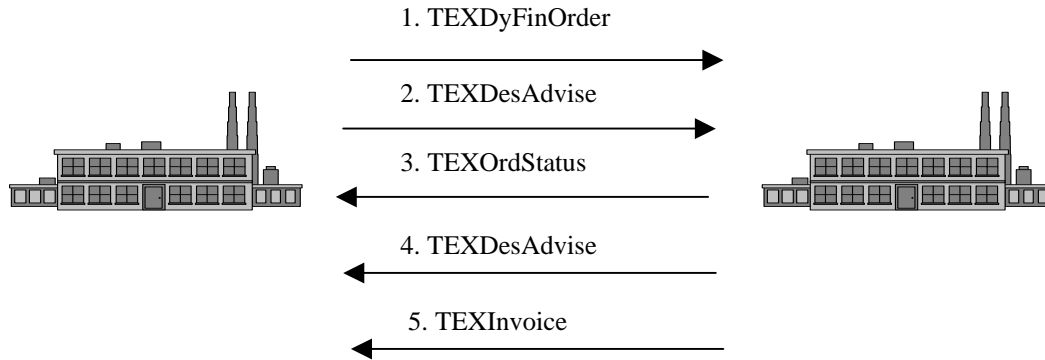 1. TEXDyFinOrder
2. TEXDesAdvise
3. TEXOrdStatus
4. TEXDesAdvise
5. TEXInvoice